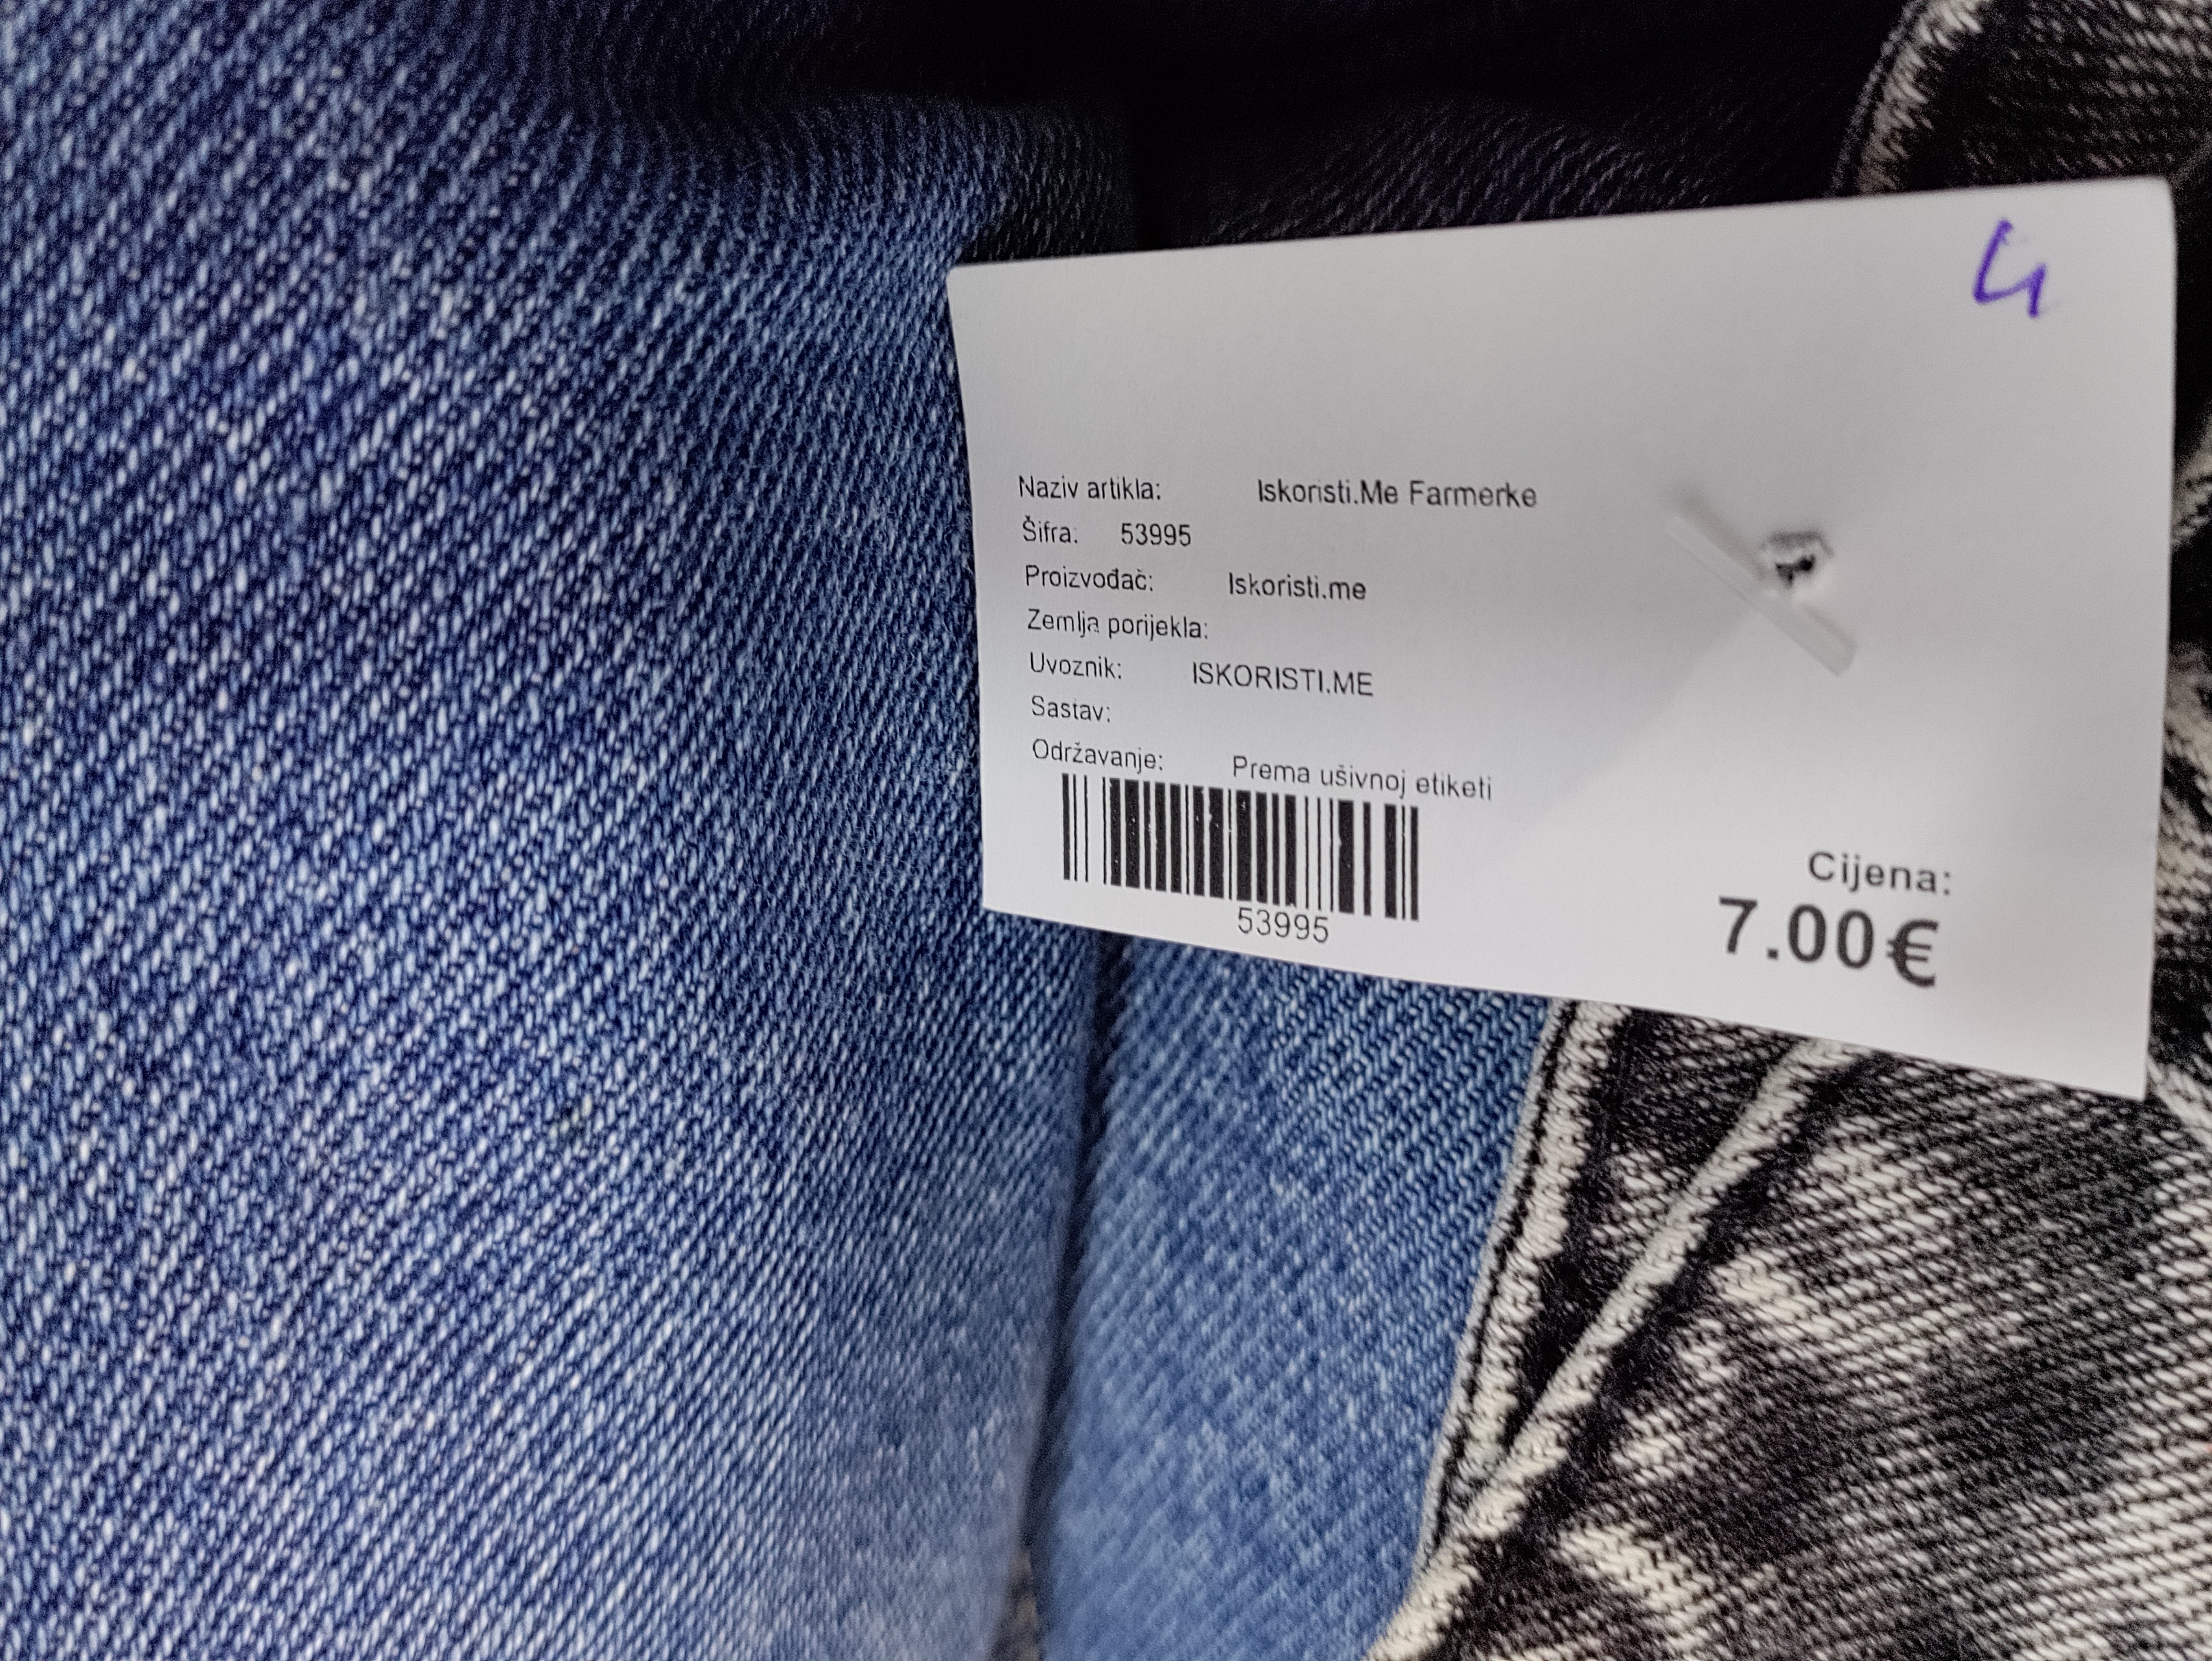 4
Naziv artikla: Iskoristi.Me Farmerke
Šifra: 53995
Proizvođač: Iskoristi.me
Zemlja porijekla:
Uvoznik: ISKORISTI.ME
Sastav:
Održavanje: Prema ušivnoj etiketi
53995
Cijena:
7.00€